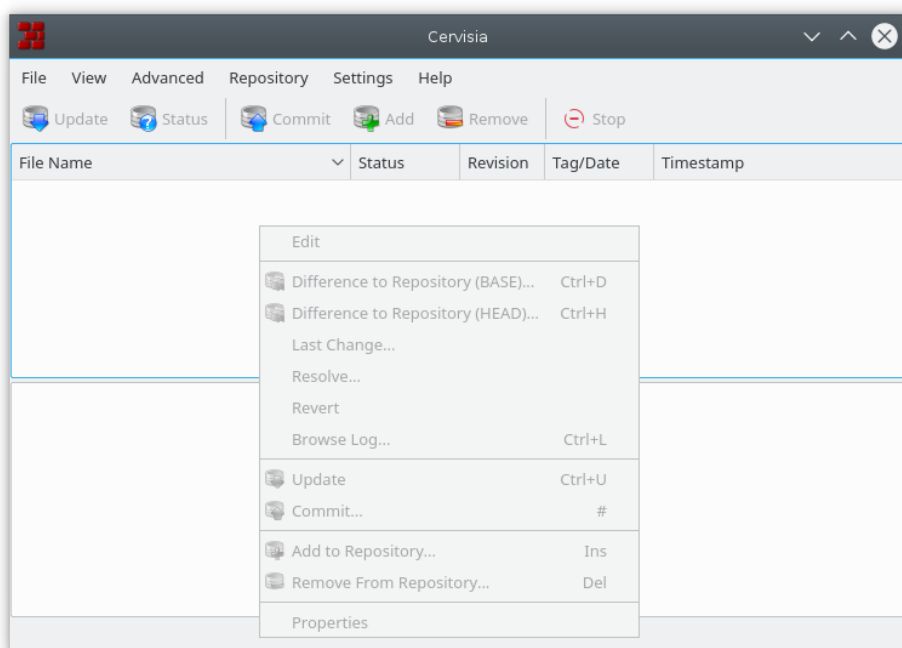 Cervisia
File View Advanced Repository Settings Help
Update Status Commit Add Remove Stop
File Name Status Revision Tag/Date Timestamp
Edit
Difference to Repository (BASE)... Ctrl+D
Difference to Repository (HEAD)... Ctrl+H
Last Change...
Resolve...
Revert
Browse Log... Ctrl+L
Update Ctrl+U
Commit... #
Add to Repository... Ins
Remove From Repository... Del
Properties